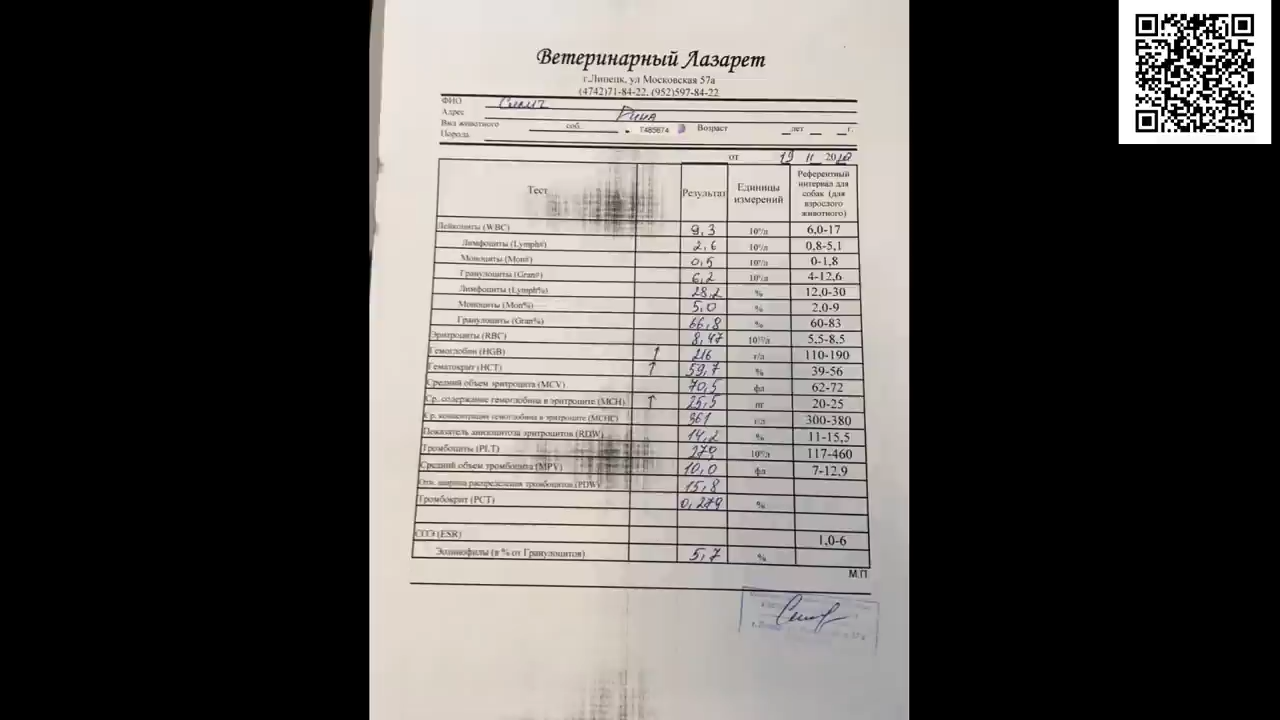 Ветеринарный Лазарет
г.Липецк, ул Московская 57а
(4742)71-84-22, (952)597-84-22
ФИО
Адрес Рина
Вид животного соб. T485674 Возраст лет г.
Порода
от 19 11 20
Тест Результат Единицы измерений Референтный интервал для собак (для взрослого животного)
Лейкоциты (WBC) 9,3 10⁹/л 6,0-17
Лимфоциты (Lymph#) 2,6 10⁹/л 0,8-5,1
Моноциты (Mon#) 0,5 10⁹/л 0-1,8
Гранулоциты (Gran#) 6,2 10⁹/л 4-12,6
Лимфоциты (Lymph%) 28,2 % 12,0-30
Моноциты (Mon%) 5,0 % 2,0-9
Гранулоциты (Gran%) 66,8 % 60-83
Эритроциты (RBC) 8,47 10¹²/л 5,5-8,5
Гемоглобин (HGB) ↑ 216 г/л 110-190
Гематокрит (HCT) ↑ 59,7 % 39-56
Средний объем эритроцита (MCV) 70,5 фл 62-72
Ср. содержание гемоглобина в эритроците (MCH) ↑ 25,5 пг 20-25
Ср. концентрация гемоглобина в эритроците (MCHC) 361 г/л 300-380
Показатель анизоцитоза эритроцитов (RDW) 14,2 % 11-15,5
Тромбоциты (PLT) 279 10⁹/л 117-460
Средний объем тромбоцита (MPV) 10,0 фл 7-12,9
Отн. ширина распределения тромбоцитов (PDW) 15,8
Тромбокрит (PCT) 0,279 %
СОЭ (ESR) 1,0-6
Эозинофилы (в % от Гранулоцитов) 5,7 %
М.П